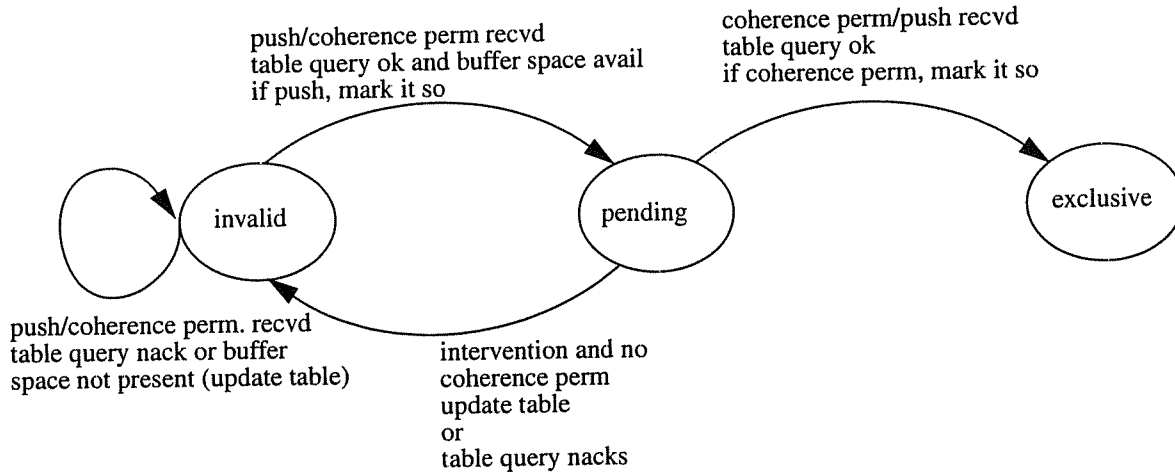 push/coherence perm recvd
table query ok and buffer space avail
if push, mark it so
coherence perm/push recvd
table query ok
if coherence perm, mark it so
invalid
pending
exclusive
push/coherence perm. recvd
table query nack or buffer
space not present (update table)
intervention and no
coherence perm
update table
or
table query nacks